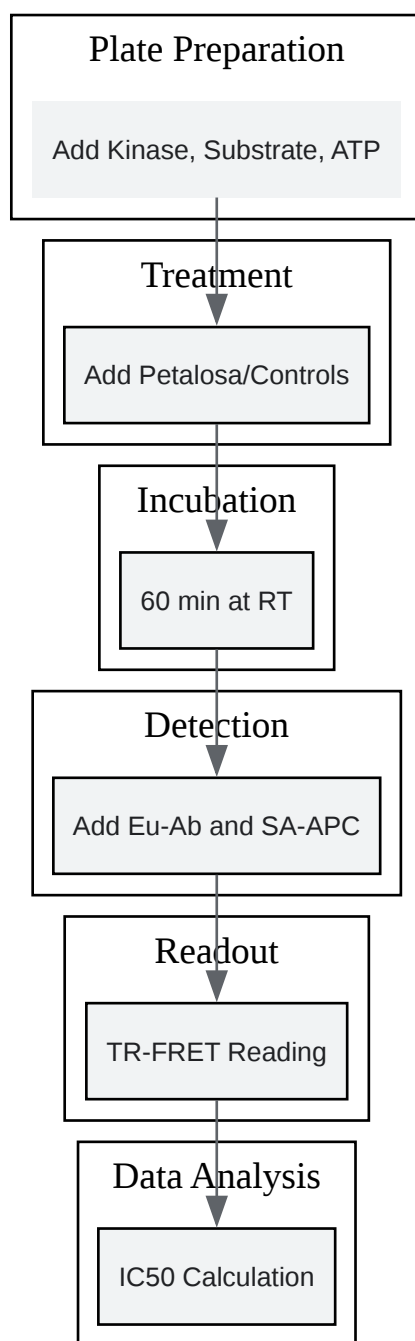 Plate Preparation
Add Kinase, Substrate, ATP
Treatment
Add Petalosa/Controls
Incubation
60 min at RT
Detection
Add Eu-Ab and SA-APC
Readout
TR-FRET Reading
Data Analysis
IC50 Calculation